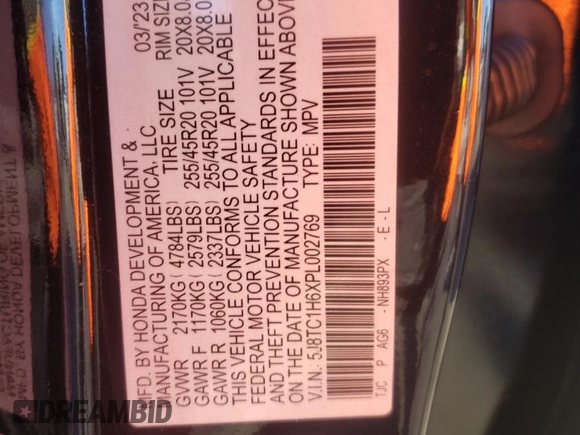 MFD. BY HONDA DEVELOPMENT & 03/'23
MANUFACTURING OF AMERICA, LLC
TIRE SIZE RIM SIZE
GVWR 2170KG ( 4784LBS)
GAWR F 1170KG ( 2579LBS) 255/45R20 101V 20X8.0
GAWR R 1060KG ( 2337LBS) 255/45R20 101V 20X8.0
THIS VEHICLE CONFORMS TO ALL APPLICABLE
FEDERAL MOTOR VEHICLE SAFETY
AND THEFT PREVENTION STANDARDS IN EFFECT
ON THE DATE OF MANUFACTURE SHOWN ABOVE
V.I.N.: 5J8TC1H6XPL002769 TYPE: MPV
TJC P AG6 - NH893PX - E - L
DREAMBID